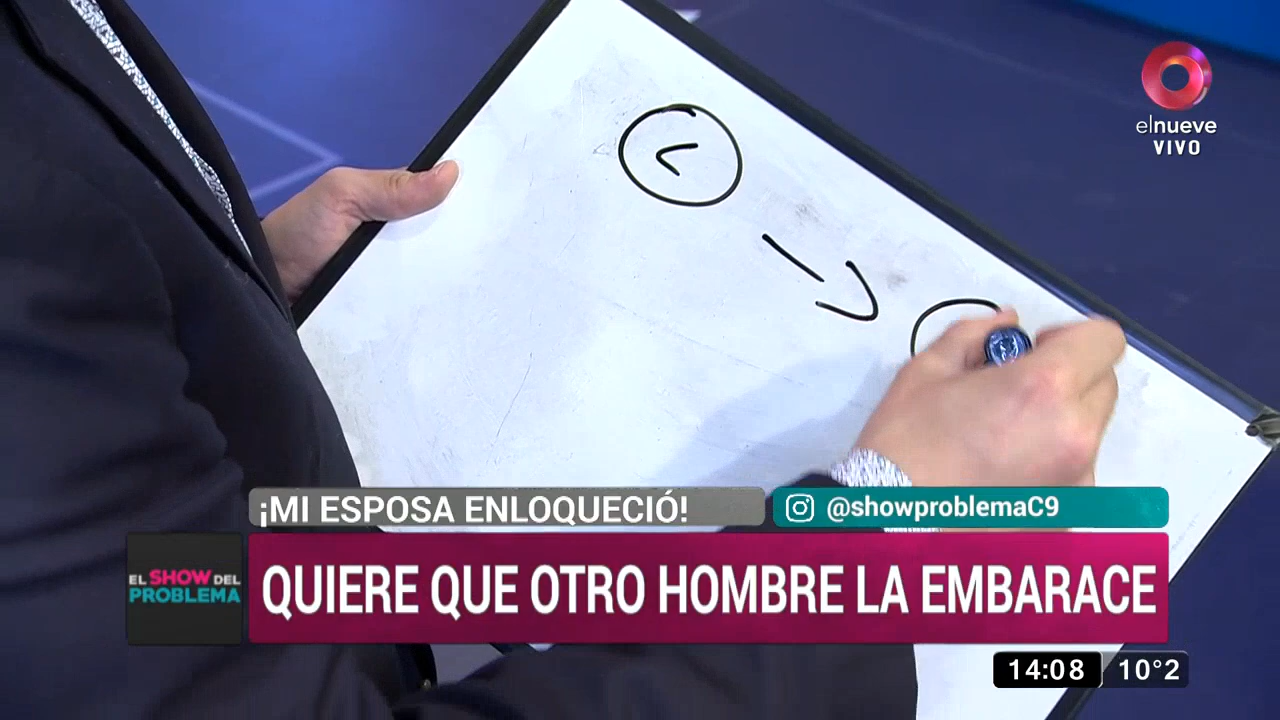 elnueve
VIVO
¡MI ESPOSA ENLOQUECIÓ!
@showproblemaC9
EL SHOW DEL
PROBLEMA
QUIERE QUE OTRO HOMBRE LA EMBARACE
14:08 10°2